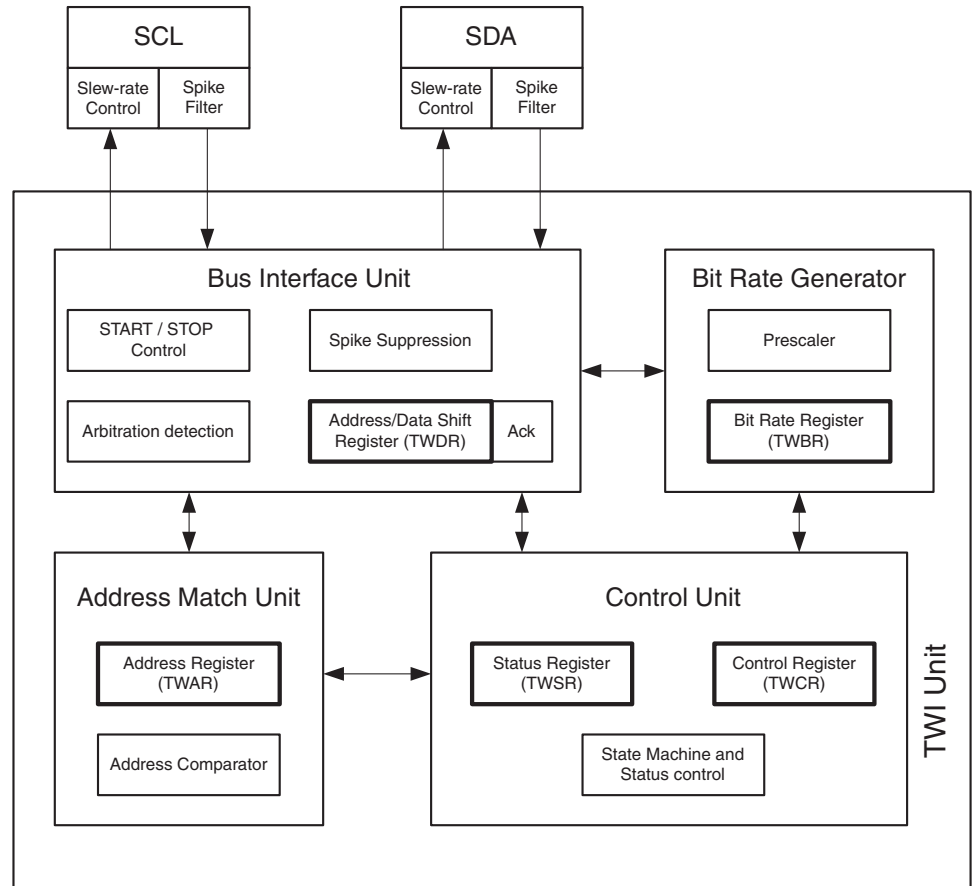 SCL
Slew-rate
Control
Spike
Filter
SDA
Slew-rate
Control
Spike
Filter
Bus Interface Unit
START / STOP
Control
Spike Suppression
Arbitration detection
Address/Data Shift
Register (TWDR)
Ack
Bit Rate Generator
Prescaler
Bit Rate Register
(TWBR)
Address Match Unit
Address Register
(TWAR)
Address Comparator
Control Unit
Status Register
(TWSR)
Control Register
(TWCR)
State Machine and
Status control
TWI Unit